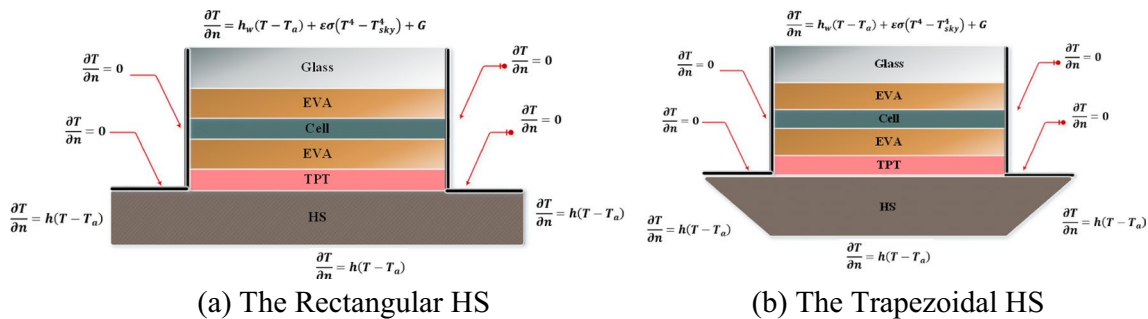 ∂T/∂n = h_w(T − T_a) + εσ(T⁴ − T⁴_sky) + G
∂T/∂n = 0
∂T/∂n = 0
∂T/∂n = 0
∂T/∂n = 0
Glass
EVA
Cell
EVA
TPT
HS
∂T/∂n = h(T − T_a)
∂T/∂n = h(T − T_a)
∂T/∂n = h(T − T_a)
(a) The Rectangular HS
∂T/∂n = h_w(T − T_a) + εσ(T⁴ − T⁴_sky) + G
∂T/∂n = 0
∂T/∂n = 0
∂T/∂n = 0
∂T/∂n = 0
Glass
EVA
Cell
EVA
TPT
HS
∂T/∂n = h(T − T_a)
∂T/∂n = h(T − T_a)
∂T/∂n = h(T − T_a)
(b) The Trapezoidal HS